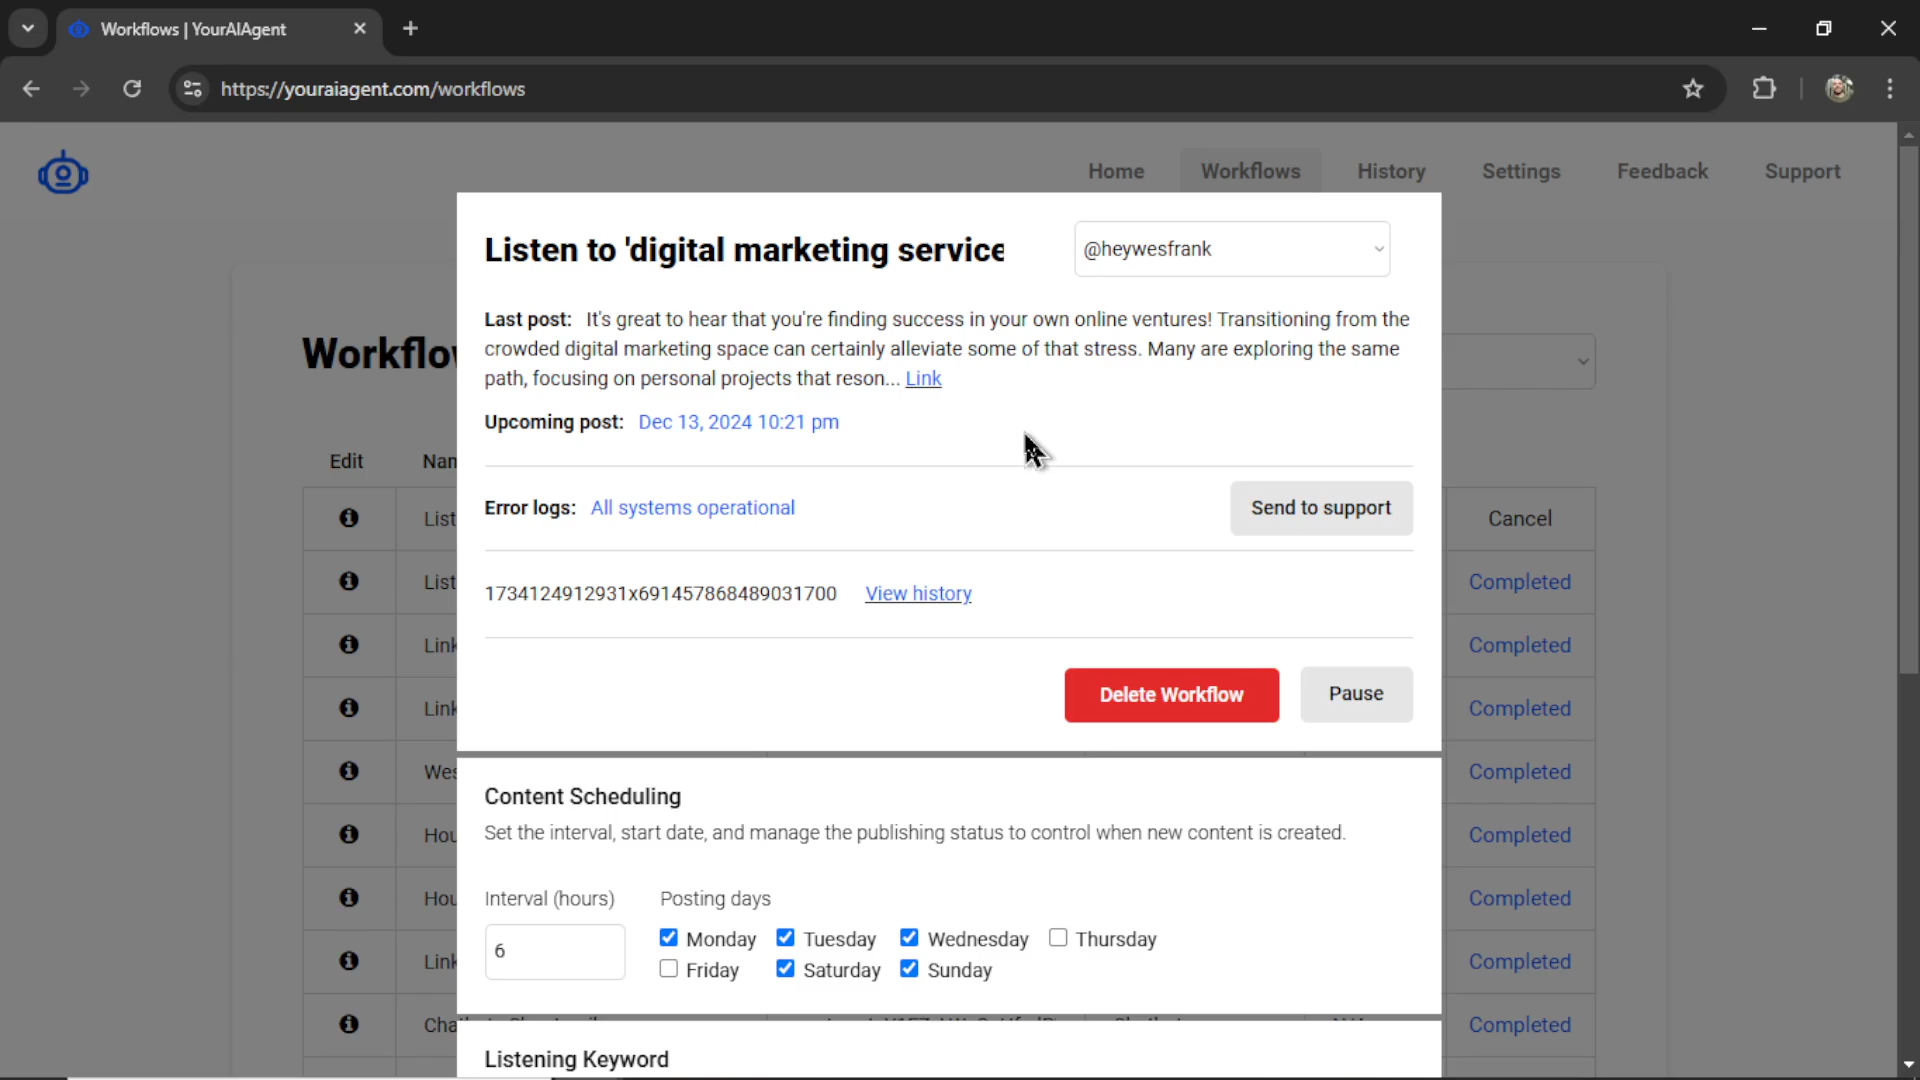 Workflows | YourAIAgent
https://youraiagent.com/workflows
Home Workflows History Settings Feedback Support
Listen to 'digital marketing service
@heywesfrank
Last post: It's great to hear that you're finding success in your own online ventures! Transitioning from the
crowded digital marketing space can certainly alleviate some of that stress. Many are exploring the same
path, focusing on personal projects that reson... Link
Upcoming post: Dec 13, 2024 10:21 pm
Error logs: All systems operational
Send to support
1734124912931x691457868489031700 View history
Delete Workflow Pause
Content Scheduling
Set the interval, start date, and manage the publishing status to control when new content is created.
Interval (hours) Posting days
6
Monday Tuesday Wednesday Thursday
Friday Saturday Sunday
Listening Keyword
Workflo
Edit Nan
List Cancel
List Completed
Link Completed
Link Completed
Wes Completed
Hou Completed
Hou Completed
Link Completed
Cha Completed